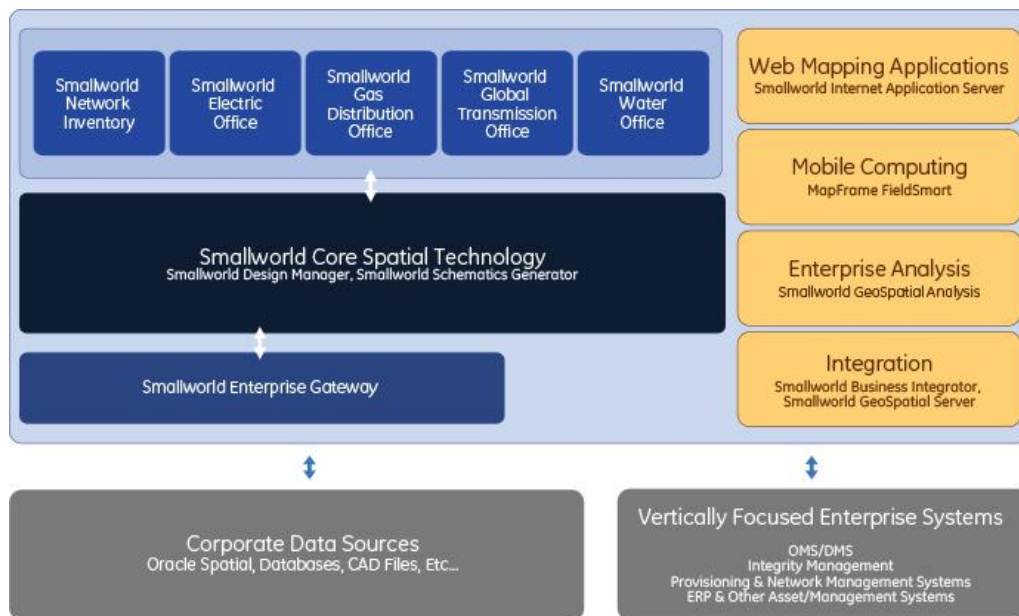 Smallworld
Network
Inventory
Smallworld
Electric
Office
Smallworld
Gas
Distribution
Office
Smallworld
Global
Transmission
Office
Smallworld
Water
Office
Smallworld Core Spatial Technology
Smallworld Design Manager, Smallworld Schematics Generator
Smallworld Enterprise Gateway
Web Mapping Applications
Smallworld Internet Application Server
Mobile Computing
MapFrame FieldSmart
Enterprise Analysis
Smallworld GeoSpatial Analysis
Integration
Smallworld Business Integrator,
Smallworld GeoSpatial Server
Corporate Data Sources
Oracle Spatial, Databases, CAD Files, Etc...
Vertically Focused Enterprise Systems
OMS/DMS
Integrity Management
Provisioning & Network Management Systems
ERP & Other Asset/Management Systems